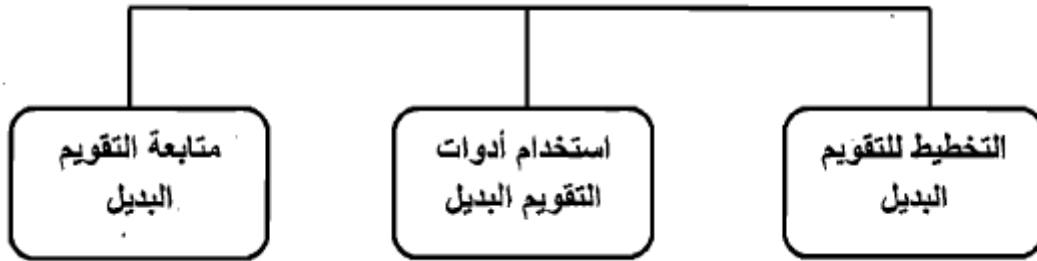 التخطيط للتقويم
البديل
استخدام أدوات
التقويم البديل
متابعة التقويم
البديل